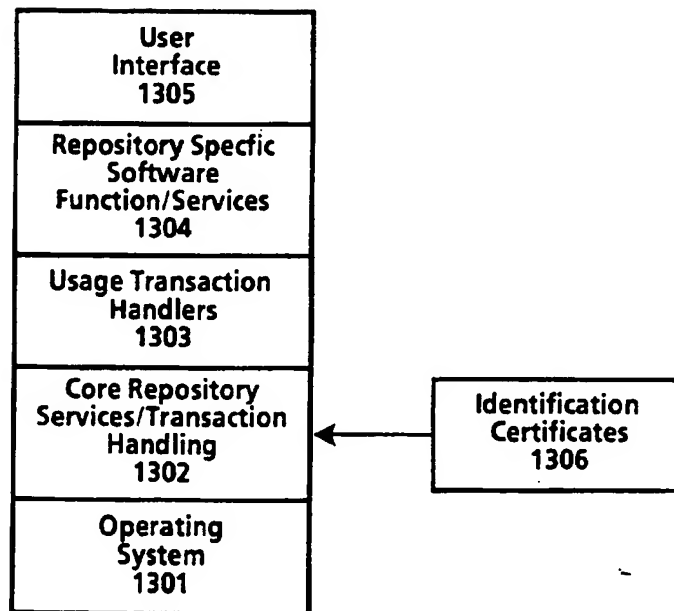 User
Interface
1305
Repository Specfic
Software
Function/Services
1304
Usage Transaction
Handlers
1303
Core Repository
Services/Transaction
Handling
1302
Identification
Certificates
1306
Operating
System
1301